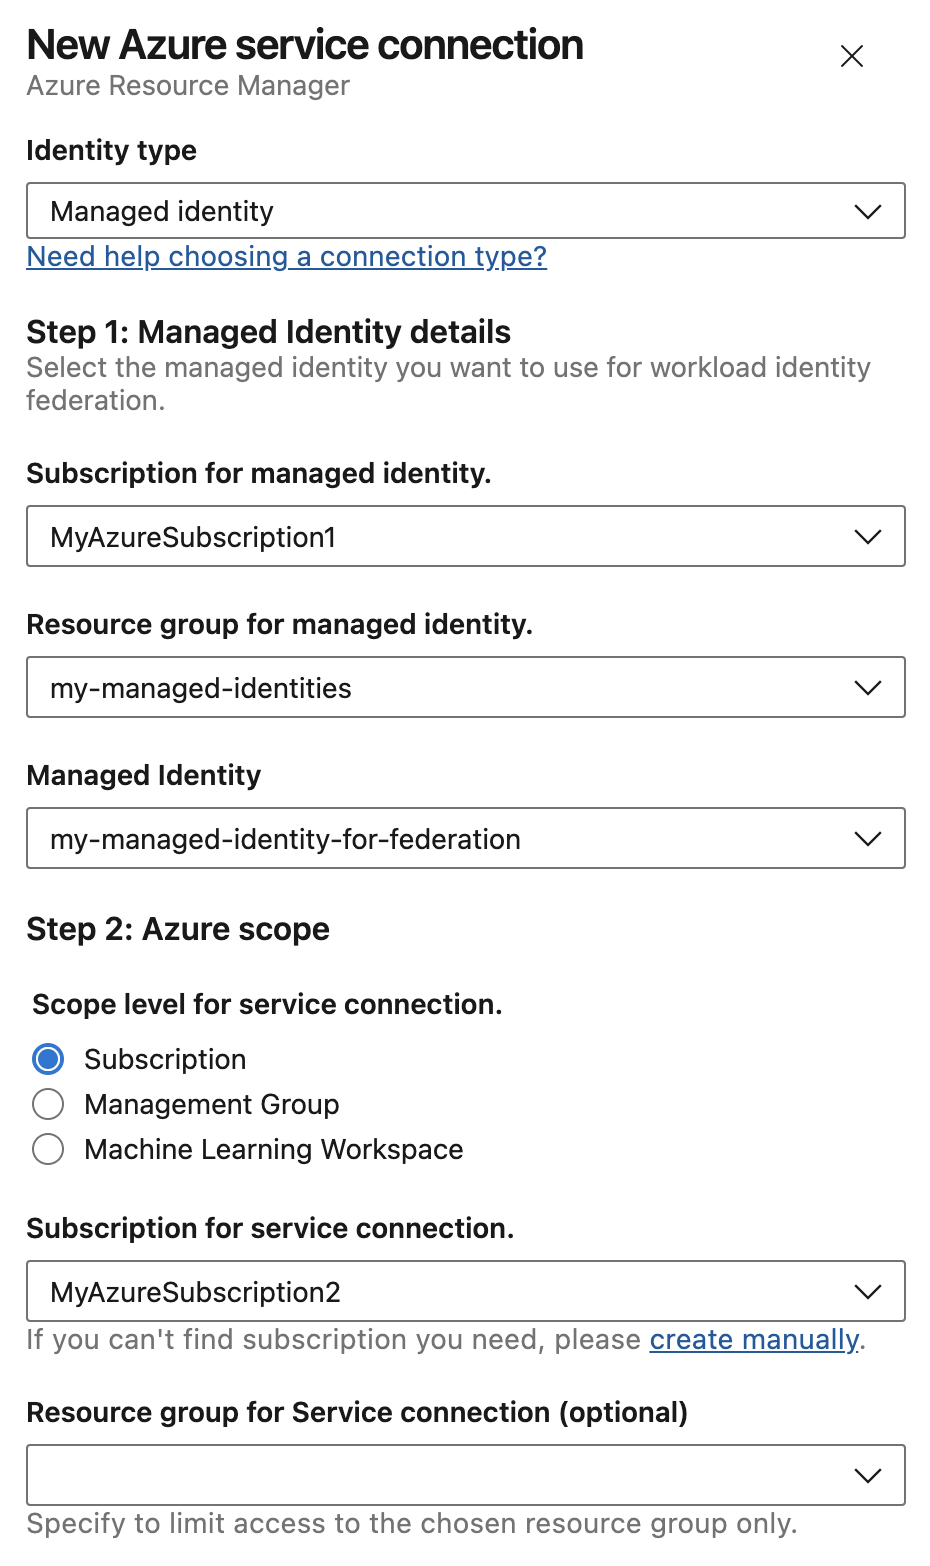 New Azure service connection
Azure Resource Manager
Identity type
Managed identity
Need help choosing a connection type?
Step 1: Managed Identity details
Select the managed identity you want to use for workload identity
federation.
Subscription for managed identity.
MyAzureSubscription1
Resource group for managed identity.
my-managed-identities
Managed Identity
my-managed-identity-for-federation
Step 2: Azure scope
Scope level for service connection.
Subscription
Management Group
Machine Learning Workspace
Subscription for service connection.
MyAzureSubscription2
If you can't find subscription you need, please create manually.
Resource group for Service connection (optional)
Specify to limit access to the chosen resource group only.